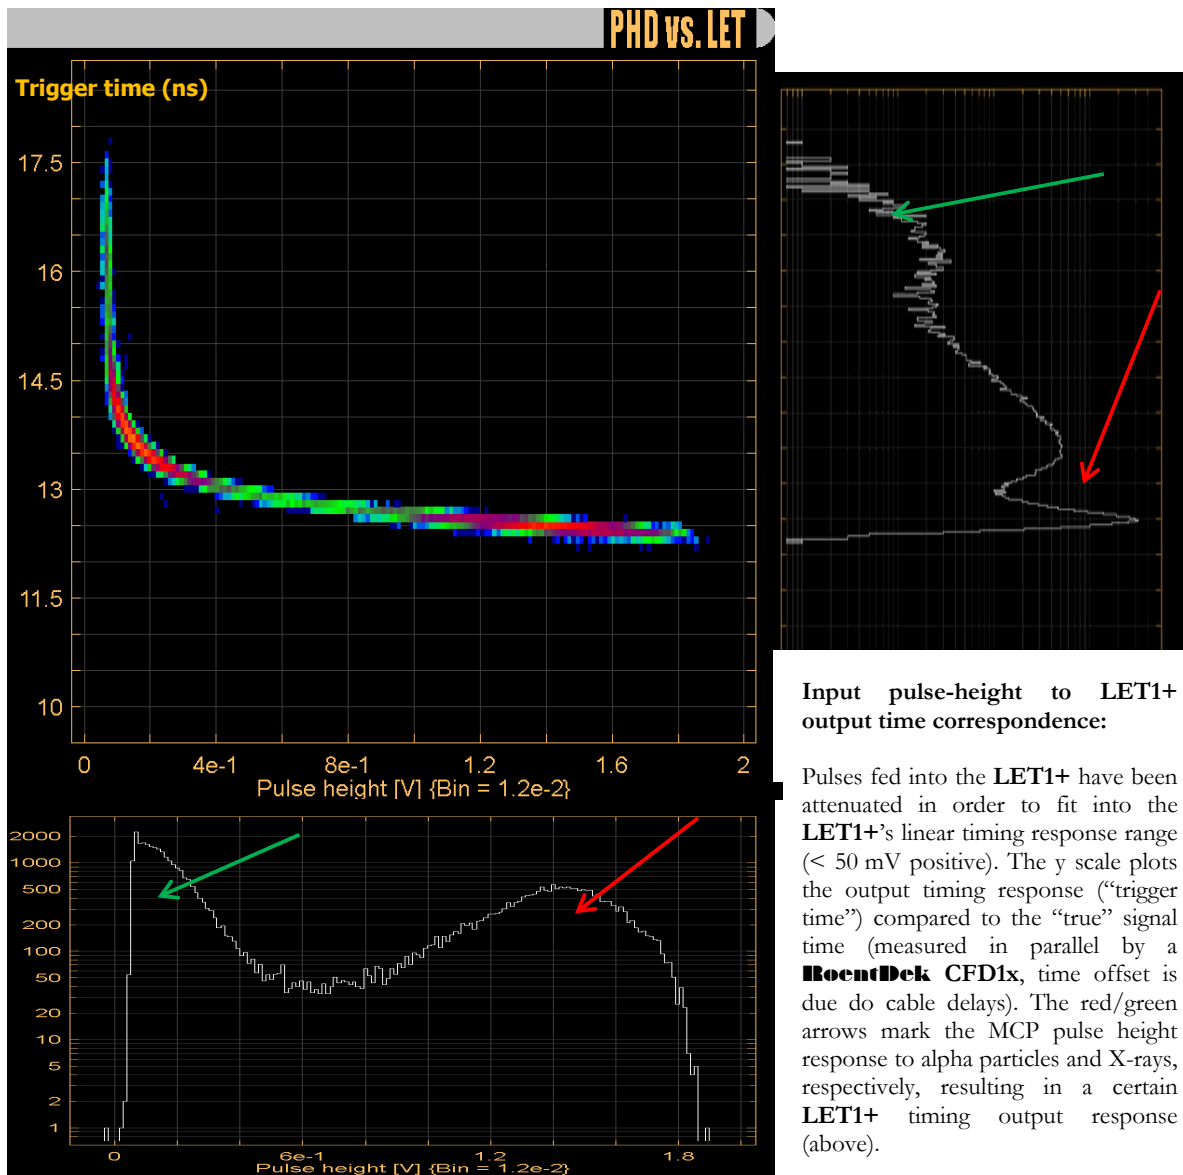 PHD vs. LET
Trigger time (ns)
17.5
16
14.5
13
11.5
10
0 4e-1 8e-1 1.2 1.6 2
Pulse height [V] {Bin = 1.2e-2}
2000
1000
500
200
100
50
20
10
5
2
1
0 6e-1 1.2 1.8
Pulse height [V] {Bin = 1.2e-2}
Input pulse-height to LET1+
output time correspondence:
Pulses fed into the LET1+ have been
attenuated in order to fit into the
LET1+'s linear timing response range
(< 50 mV positive). The y scale plots
the output timing response (“trigger
time”) compared to the “true” signal
time (measured in parallel by a
RoentDek CFD1x, time offset is
due do cable delays). The red/green
arrows mark the MCP pulse height
response to alpha particles and X-rays,
respectively, resulting in a certain
LET1+ timing output response
(above).